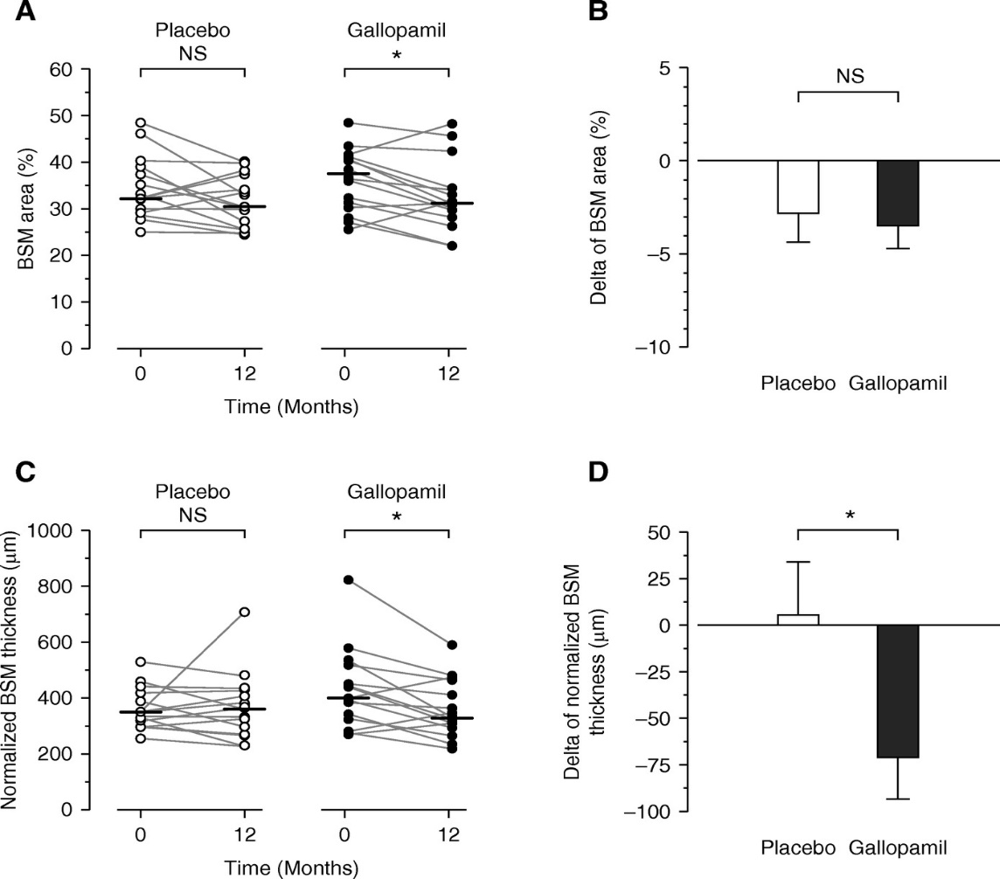 A
Placebo
NS
Gallopamil
*
BSM area (%)
60
50
40
30
20
10
0
0
12
0
12
Time (Months)
B
Delta of BSM area (%)
5
0
–5
–10
NS
Placebo
Gallopamil
C
Placebo
NS
Gallopamil
*
Normalized BSM thickness (μm)
1000
800
600
400
200
0
0
12
0
12
Time (Months)
D
Delta of normalized BSM
thickness (μm)
50
25
0
–25
–50
–75
–100
*
Placebo
Gallopamil